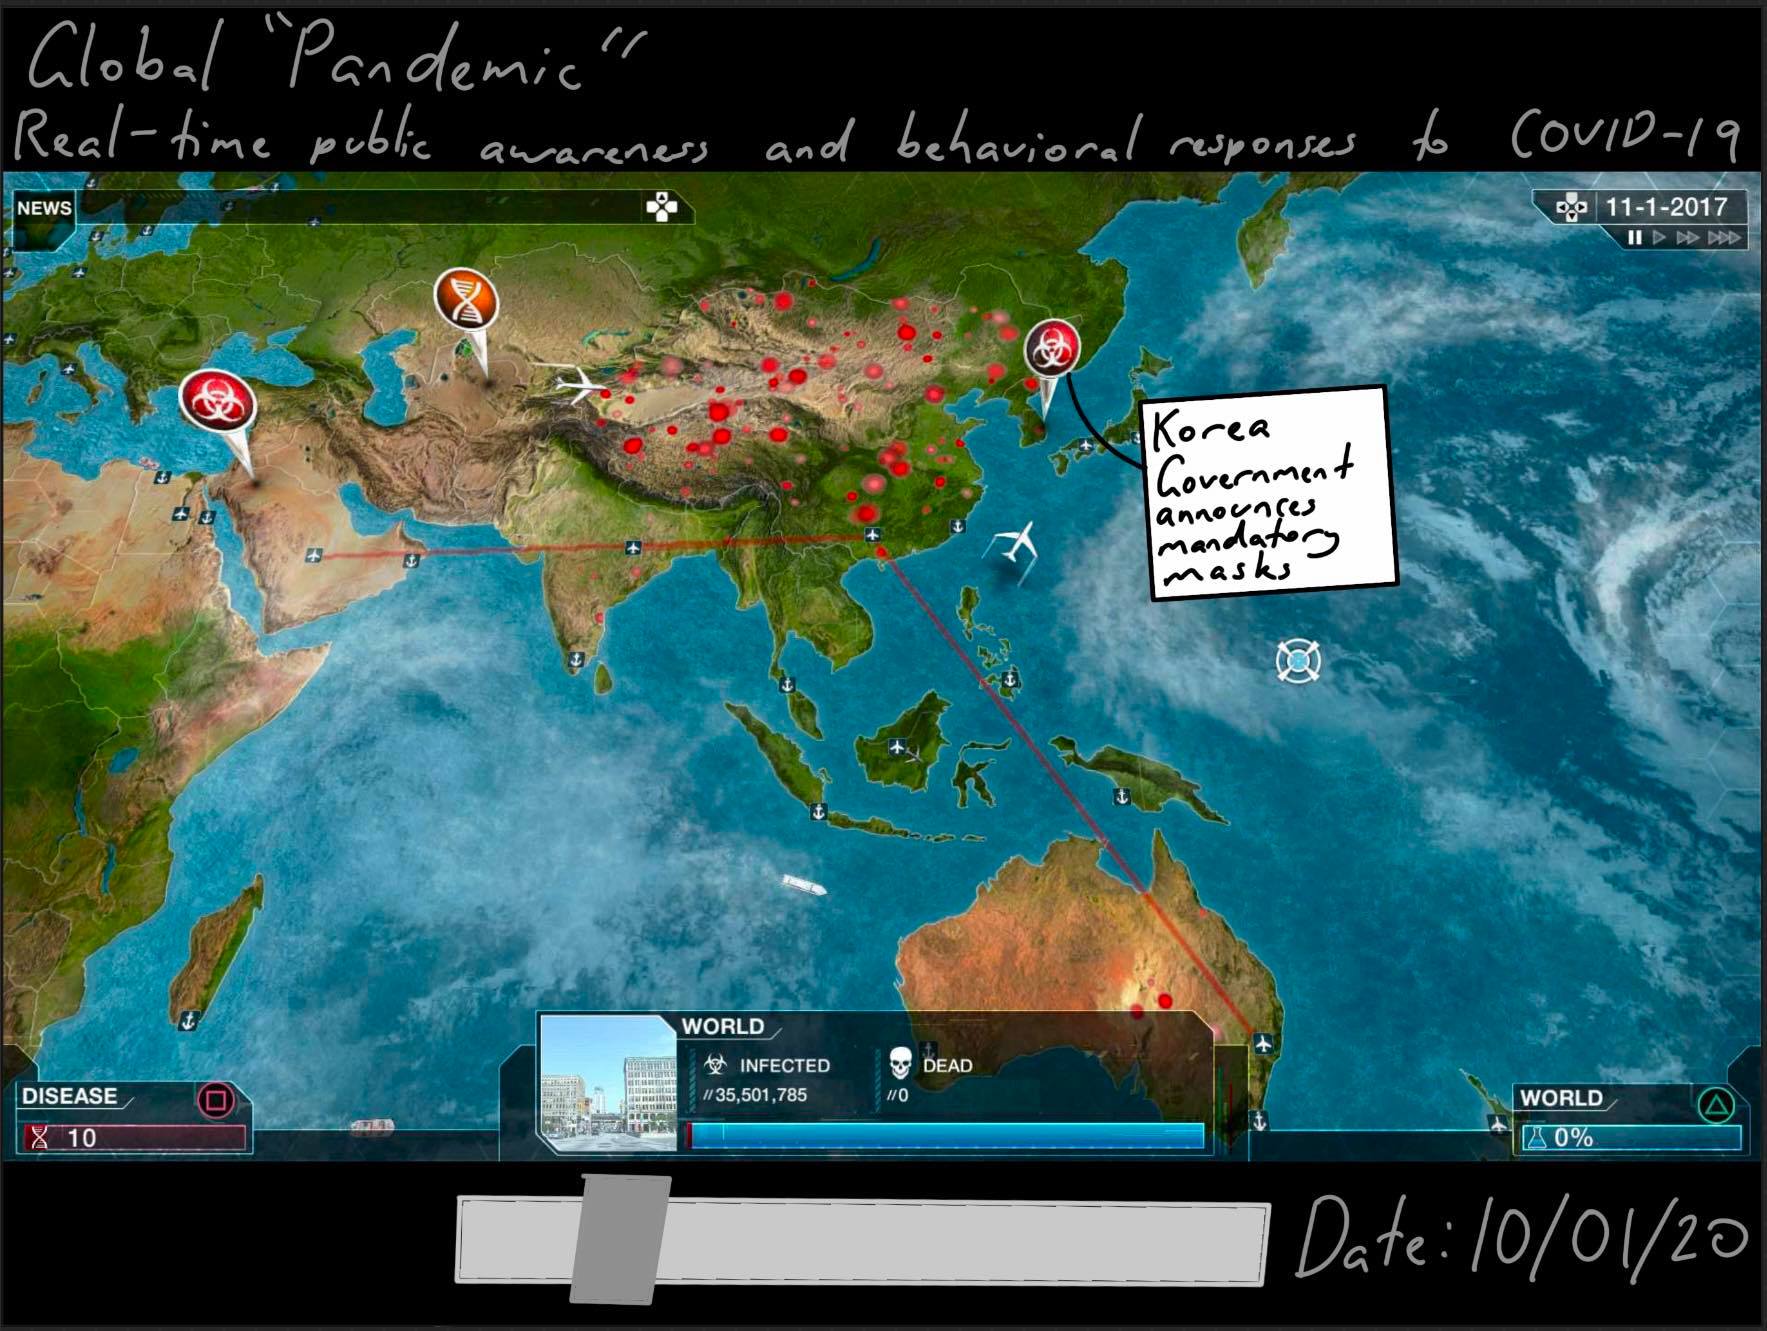 Global "Pandemic"
Real-time public awareness and behavioral responses to COVID-19
NEWS
11-1-2017
Korea
Government
announces
mandatory
masks
WORLD
INFECTED
DEAD
//35,501,785
//0
DISEASE
10
WORLD
0%
Date: 10/01/20